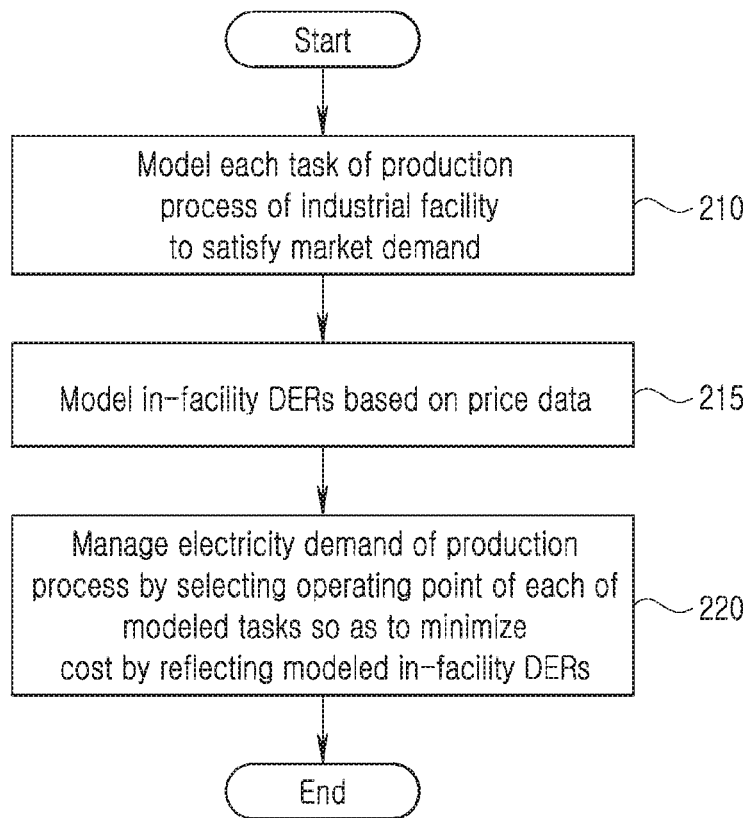 Start
Model each task of production
process of industrial facility
to satisfy market demand
210
Model in-facility DERs based on price data
215
Manage electricity demand of production
process by selecting operating point of each of
modeled tasks so as to minimize
cost by reflecting modeled in-facility DERs
220
End